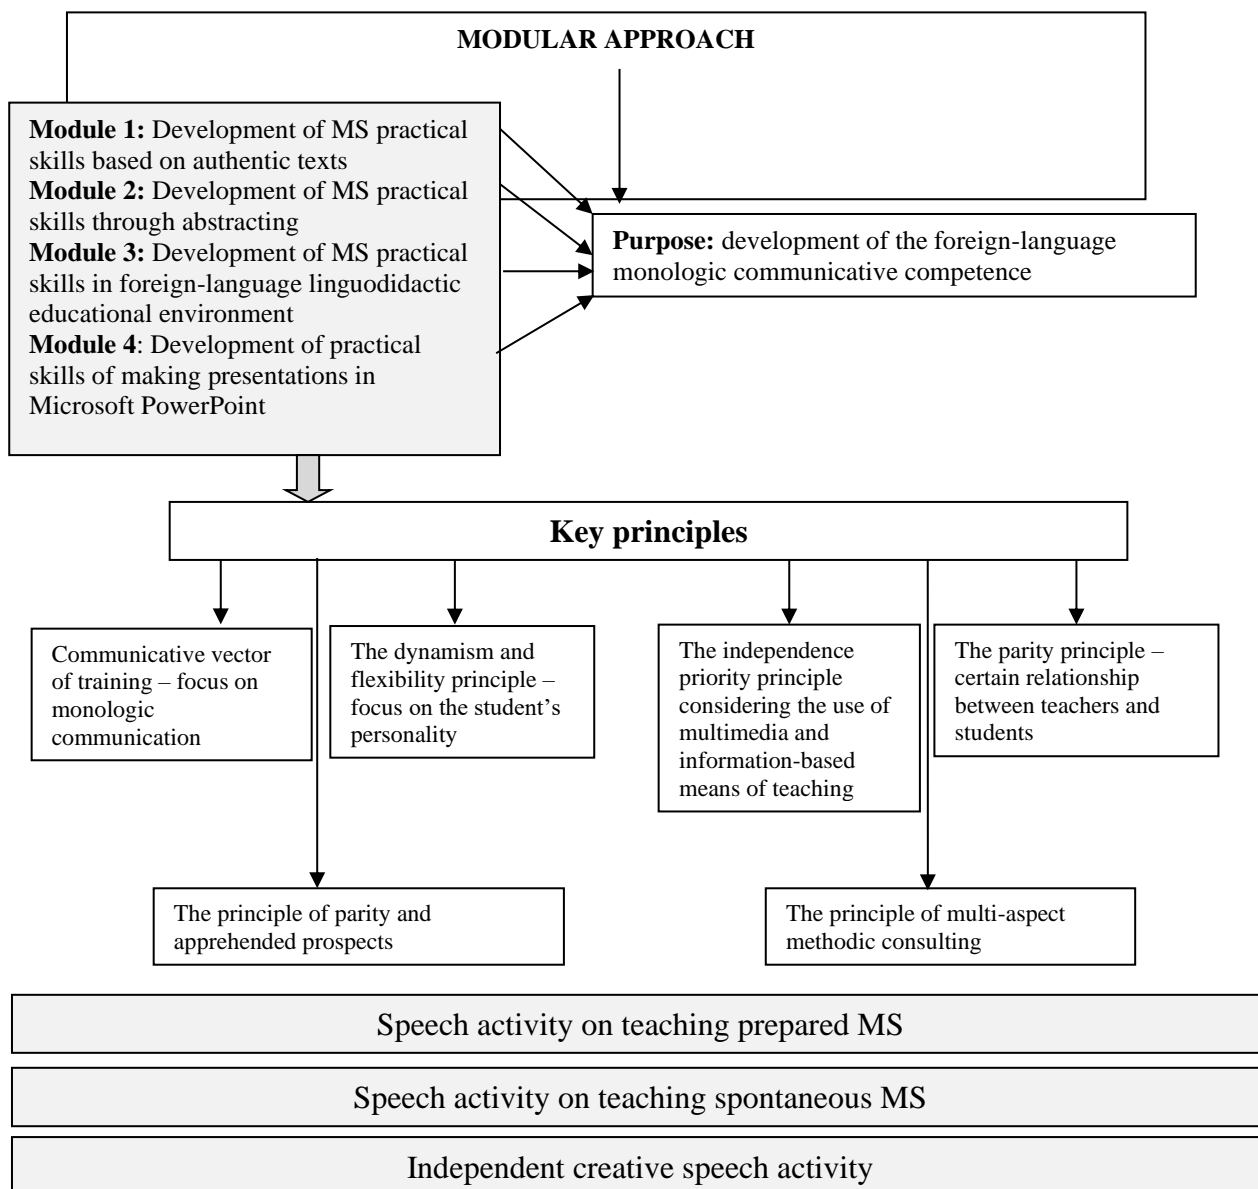 MODULAR APPROACH
Module 1: Development of MS practical
skills based on authentic texts
Module 2: Development of MS practical
skills through abstracting
Module 3: Development of MS practical
skills in foreign-language linguodidactic
educational environment
Module 4: Development of practical
skills of making presentations in
Microsoft PowerPoint
Purpose: development of the foreign-language
monologic communicative competence
Key principles
Communicative vector
of training – focus on
monologic
communication
The dynamism and
flexibility principle –
focus on the student's
personality
The independence
priority principle
considering the use of
multimedia and
information-based
means of teaching
The parity principle –
certain relationship
between teachers and
students
The principle of parity and
apprehended prospects
The principle of multi-aspect
methodic consulting
Speech activity on teaching prepared MS
Speech activity on teaching spontaneous MS
Independent creative speech activity